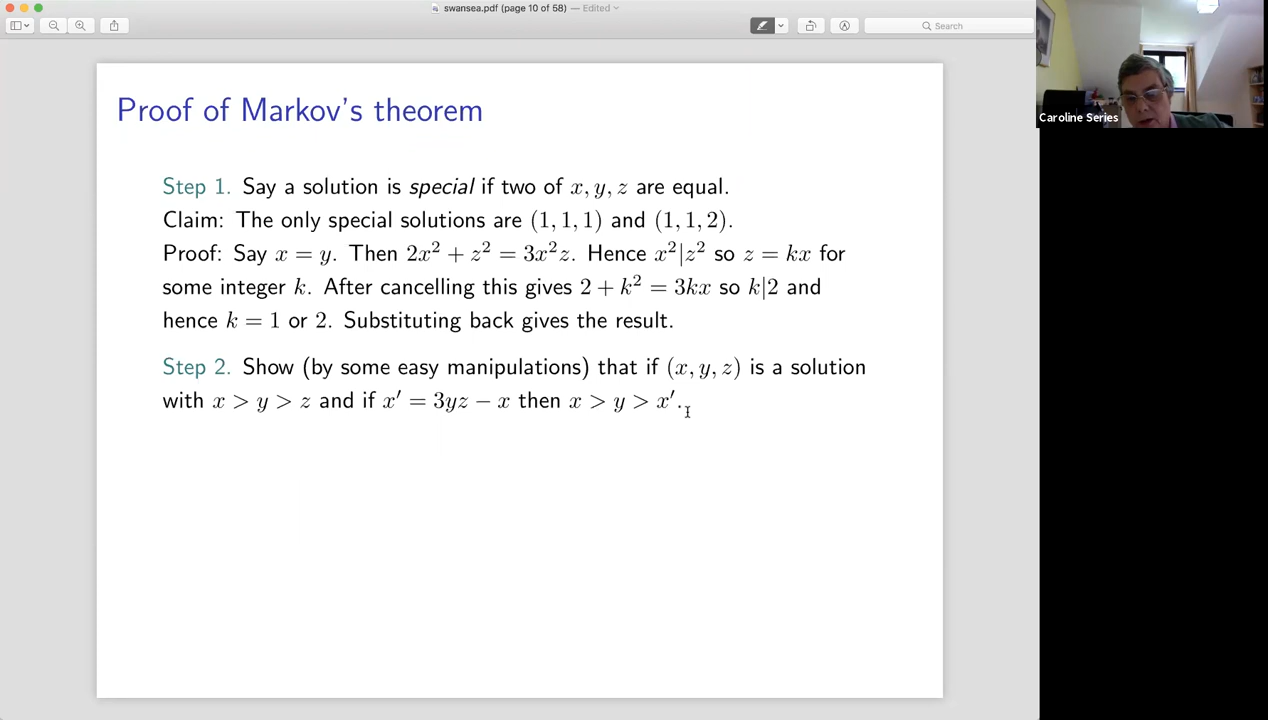 swansea.pdf (page 10 of 58) — Edited
Search
Proof of Markov's theorem
Step 1. Say a solution is special if two of x, y, z are equal.
Claim: The only special solutions are (1, 1, 1) and (1, 1, 2).
Proof: Say x = y. Then 2x² + z² = 3x²z. Hence x²|z² so z = kx for
some integer k. After cancelling this gives 2 + k² = 3kx so k|2 and
hence k = 1 or 2. Substituting back gives the result.
Step 2. Show (by some easy manipulations) that if (x, y, z) is a solution
with x > y > z and if x′ = 3yz − x then x > y > x′.
Caroline Series